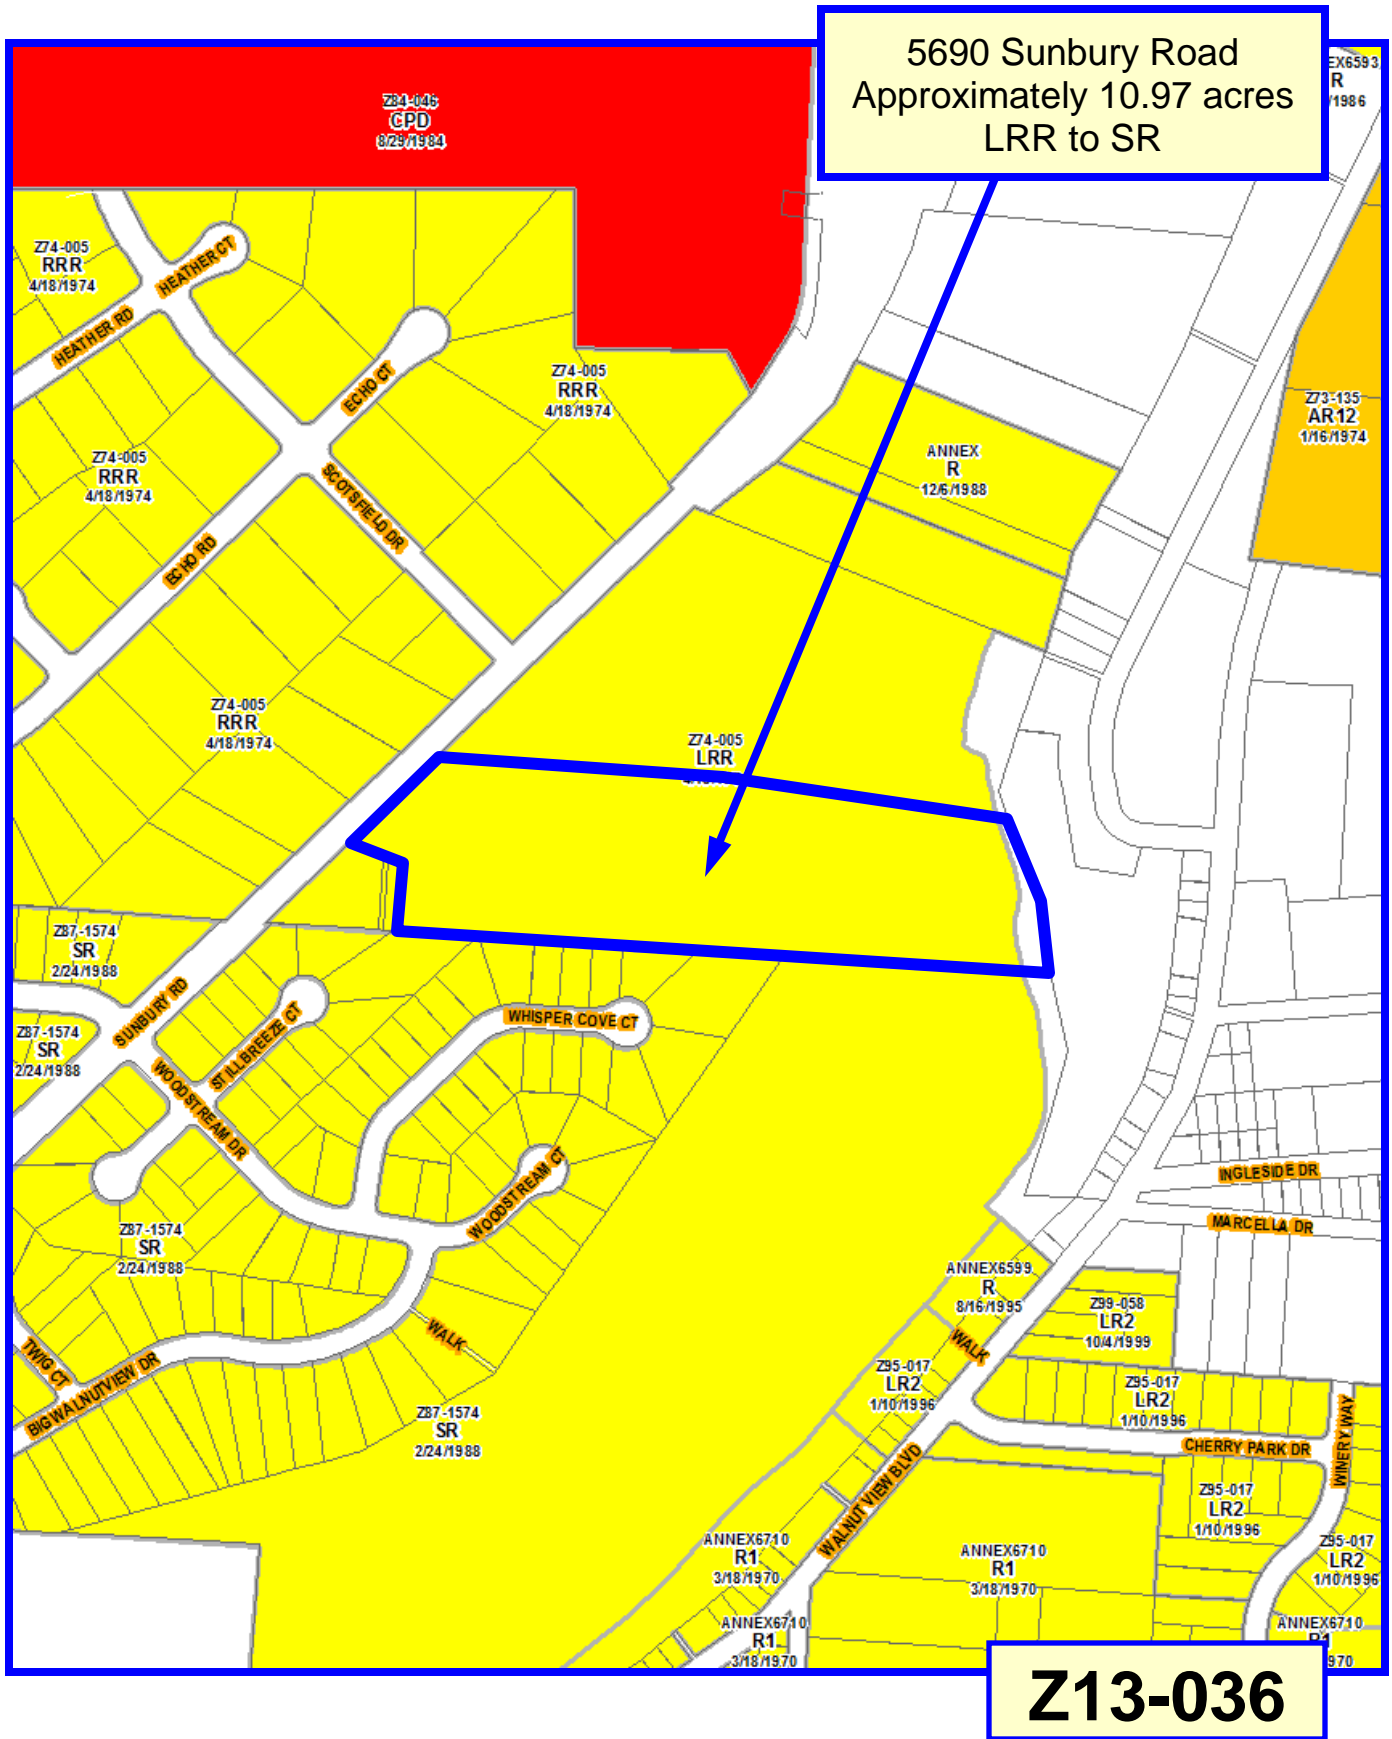 5690 Sunbury Road
Approximately 10.97 acres
LRR to SR
EX6593
R
/1986
Z84-046
CPD
8/29/1984
Z74-005
RRR
4/18/1974
HEATHER CT
HEATHER RD
ECHO CT
Z74-005
RRR
4/18/1974
Z73-135
AR12
1/16/1974
Z74-005
RRR
4/18/1974
ANNEX
R
12/6/1988
SCOTSFIELD DR
ECHO RD
Z74-005
RRR
4/18/1974
Z74-005
LRR
Z87-1574
SR
2/24/1988
SUNBURY RD
STILLBREEZE CT
WHISPER COVE CT
Z87-1574
SR
2/24/1988
WOODSTREAM DR
WOODSTREAM CT
INGLESIDE DR
MARCELLA DR
Z87-1574
SR
2/24/1988
ANNEX6599
R
8/16/1995
Z99-058
LR2
10/4/1999
WALK
WALK
TWIG CT
BIG WALNUTVIEW DR
Z95-017
LR2
1/10/1996
Z95-017
LR2
1/10/1996
Z87-1574
SR
2/24/1988
CHERRY PARK DR
WINERY WAY
WALNUT VIEW BLVD
Z95-017
LR2
1/10/1996
ANNEX6710
R1
3/18/1970
ANNEX6710
R1
3/18/1970
Z95-017
LR2
1/10/1996
ANNEX6710
R1
3/18/1970
ANNEX6710
R1
970
Z13-036